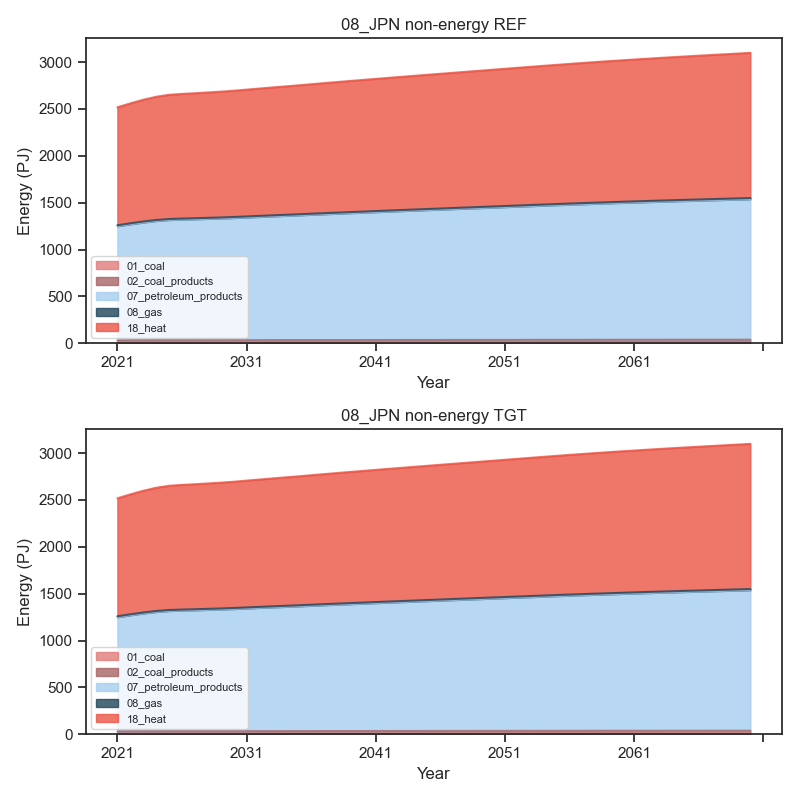 08_JPN non-energy REF
3000
2500
2000
1500
1000
500
0
Energy (PJ)
01_coal
02_coal_products
07_petroleum_products
08_gas
18_heat
2021 2031 2041 2051 2061
Year
08_JPN non-energy TGT
3000
2500
2000
1500
1000
500
0
Energy (PJ)
01_coal
02_coal_products
07_petroleum_products
08_gas
18_heat
2021 2031 2041 2051 2061
Year